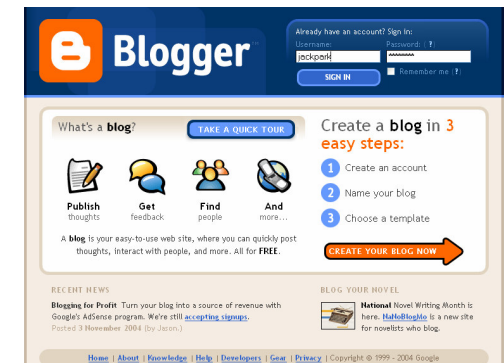 Blogger
Already have an account? Sign in:
Username: Password: (?)
jackpark ********
SIGN IN Remember me (?)
What's a blog? TAKE A QUICK TOUR
Publish Get Find And
thoughts feedback people more...
A blog is your easy-to-use web site, where you can quickly post
thoughts, interact with people, and more. All for FREE.
Create a blog in 3
easy steps:
1 Create an account
2 Name your blog
3 Choose a template
CREATE YOUR BLOG NOW
RECENT NEWS
Blogging for Profit Turn your blog into a source of revenue with
Google's AdSense program. We're still accepting signups.
Posted 3 November 2004 (by Jason.)
BLOG YOUR NOVEL
National Novel Writing Month is
here. NaNoBlogMo is a new site
for novelists who blog.
Home | About | Knowledge | Help | Developers | Gear | Privacy | Copyright © 1999 - 2004 Google